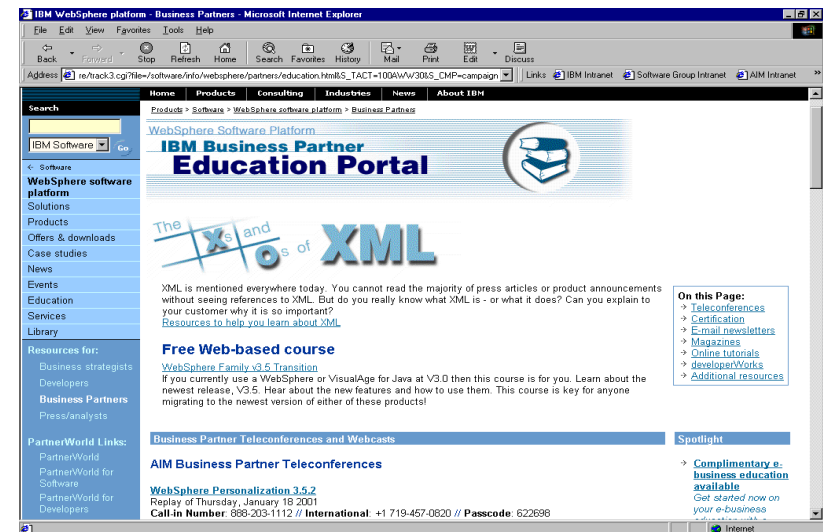 IBM WebSphere platform - Business Partners - Microsoft Internet Explorer
File Edit View Favorites Tools Help
Back Forward Stop Refresh Home Search Favorites History Mail Print Edit Discuss
Address re/track3.cgi?file=/software/info/websphere/partners/education.html&S_TACT=100AWW30&S_CMP=campaign Links IBM Intranet Software Group Intranet AIM Intranet »
Home Products Consulting Industries News About IBM
Search
IBM Software Go
Software
WebSphere software
platform
Solutions
Products
Offers & downloads
Case studies
News
Events
Education
Services
Library
Resources for:
Business strategists
Developers
Business Partners
Press/analysts
PartnerWorld Links:
PartnerWorld
PartnerWorld for
Software
PartnerWorld for
Developers
Products > Software > WebSphere software platform > Business Partners
WebSphere Software Platform
IBM Business Partner
Education Portal
The Xs and Os of XML
XML is mentioned everywhere today. You cannot read the majority of press articles or product announcements
without seeing references to XML. But do you really know what XML is - or what it does? Can you explain to
your customer why it is so important?
Resources to help you learn about XML
Free Web-based course
WebSphere Family v3.5 Transition
If you currently use a WebSphere or VisualAge for Java at V3.0 then this course is for you. Learn about the
newest release, V3.5. Hear about the new features and how to use them. This course is key for anyone
migrating to the newest version of either of these products!
Business Partner Teleconferences and Webcasts
AIM Business Partner Teleconferences
WebSphere Personalization 3.5.2
Replay of Thursday, January 18 2001
Call-in Number: 888-203-1112 // International: +1 719-457-0820 // Passcode: 622698
On this Page:
Teleconferences
Certification
E-mail newsletters
Magazines
Online tutorials
developerWorks
Additional resources
Spotlight
Complimentary e-
business education
available
Get started now on
your e-business
Internet